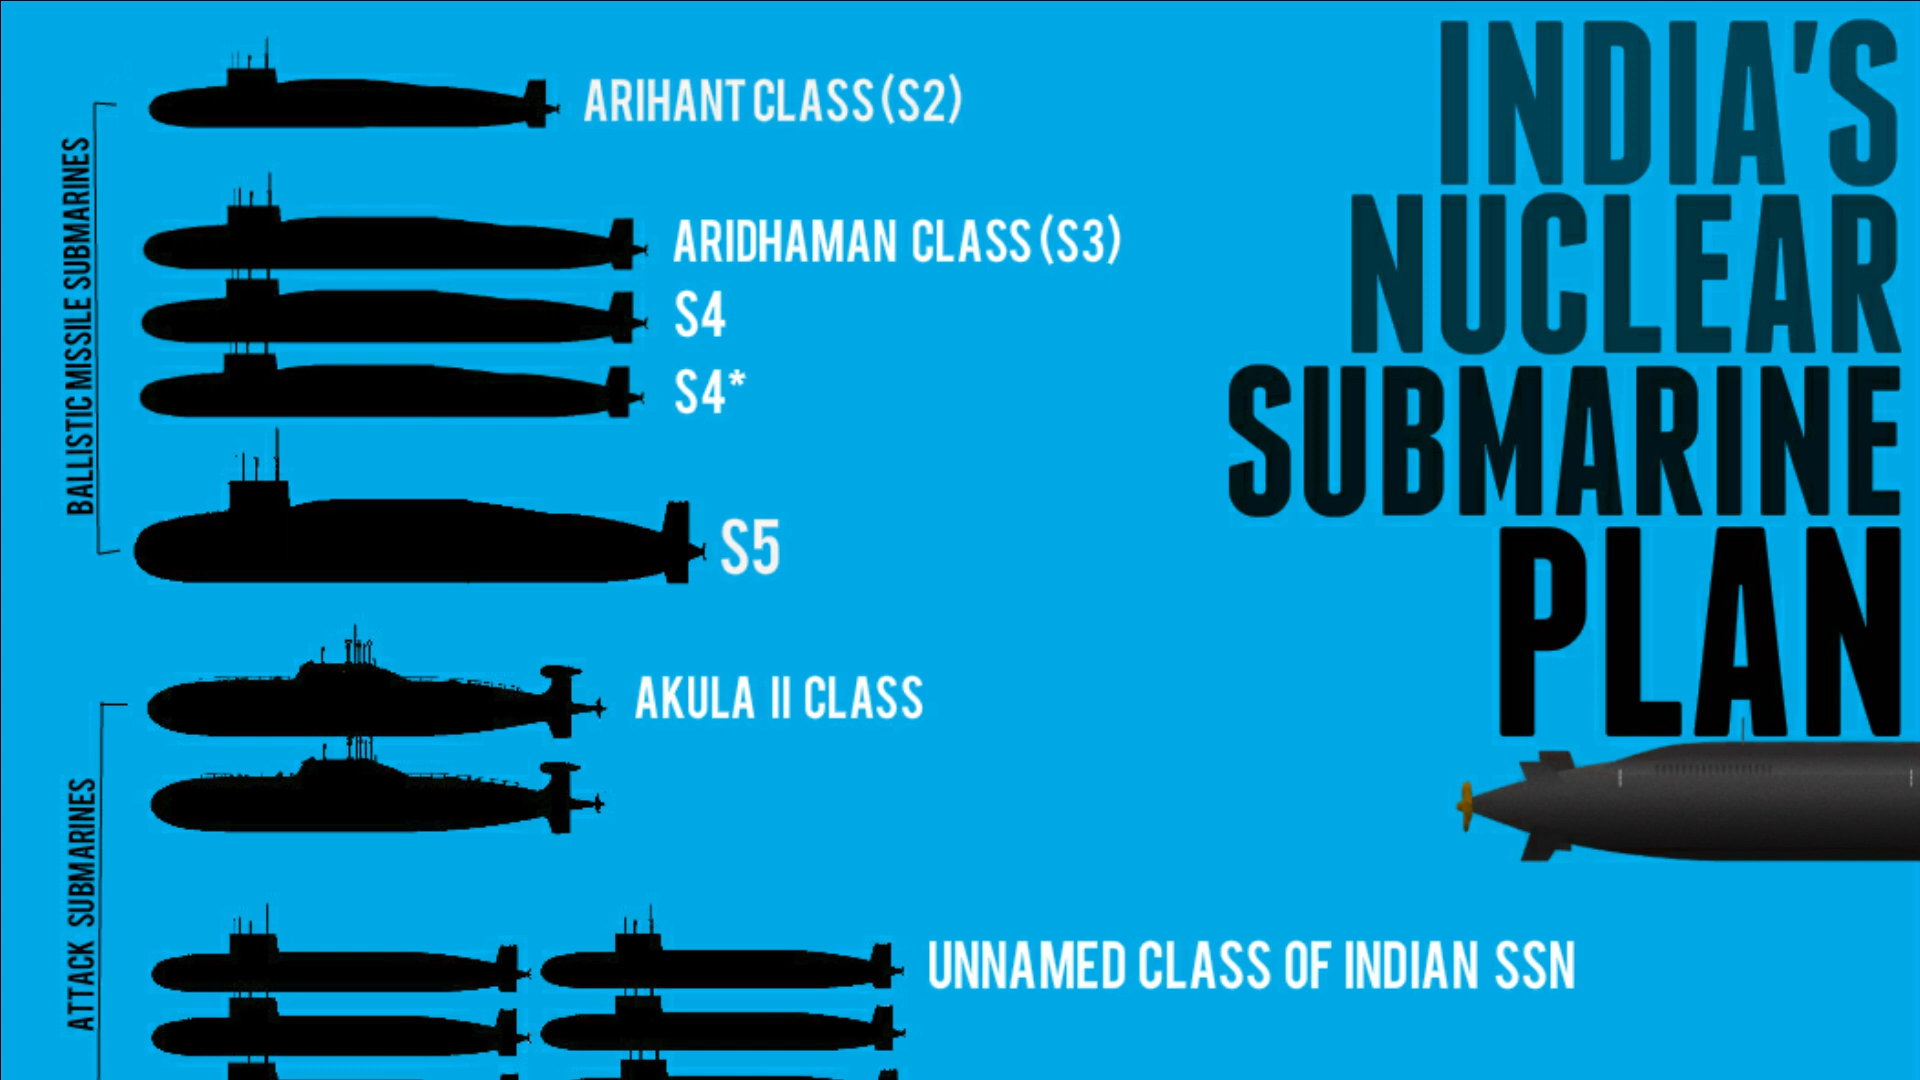 INDIA'S
NUCLEAR
SUBMARINE
PLAN
BALLISTIC MISSILE SUBMARINES
ARIHANT CLASS (S2)
ARIDHAMAN CLASS (S3)
S4
S4*
S5
ATTACK SUBMARINES
AKULA II CLASS
UNNAMED CLASS OF INDIAN SSN